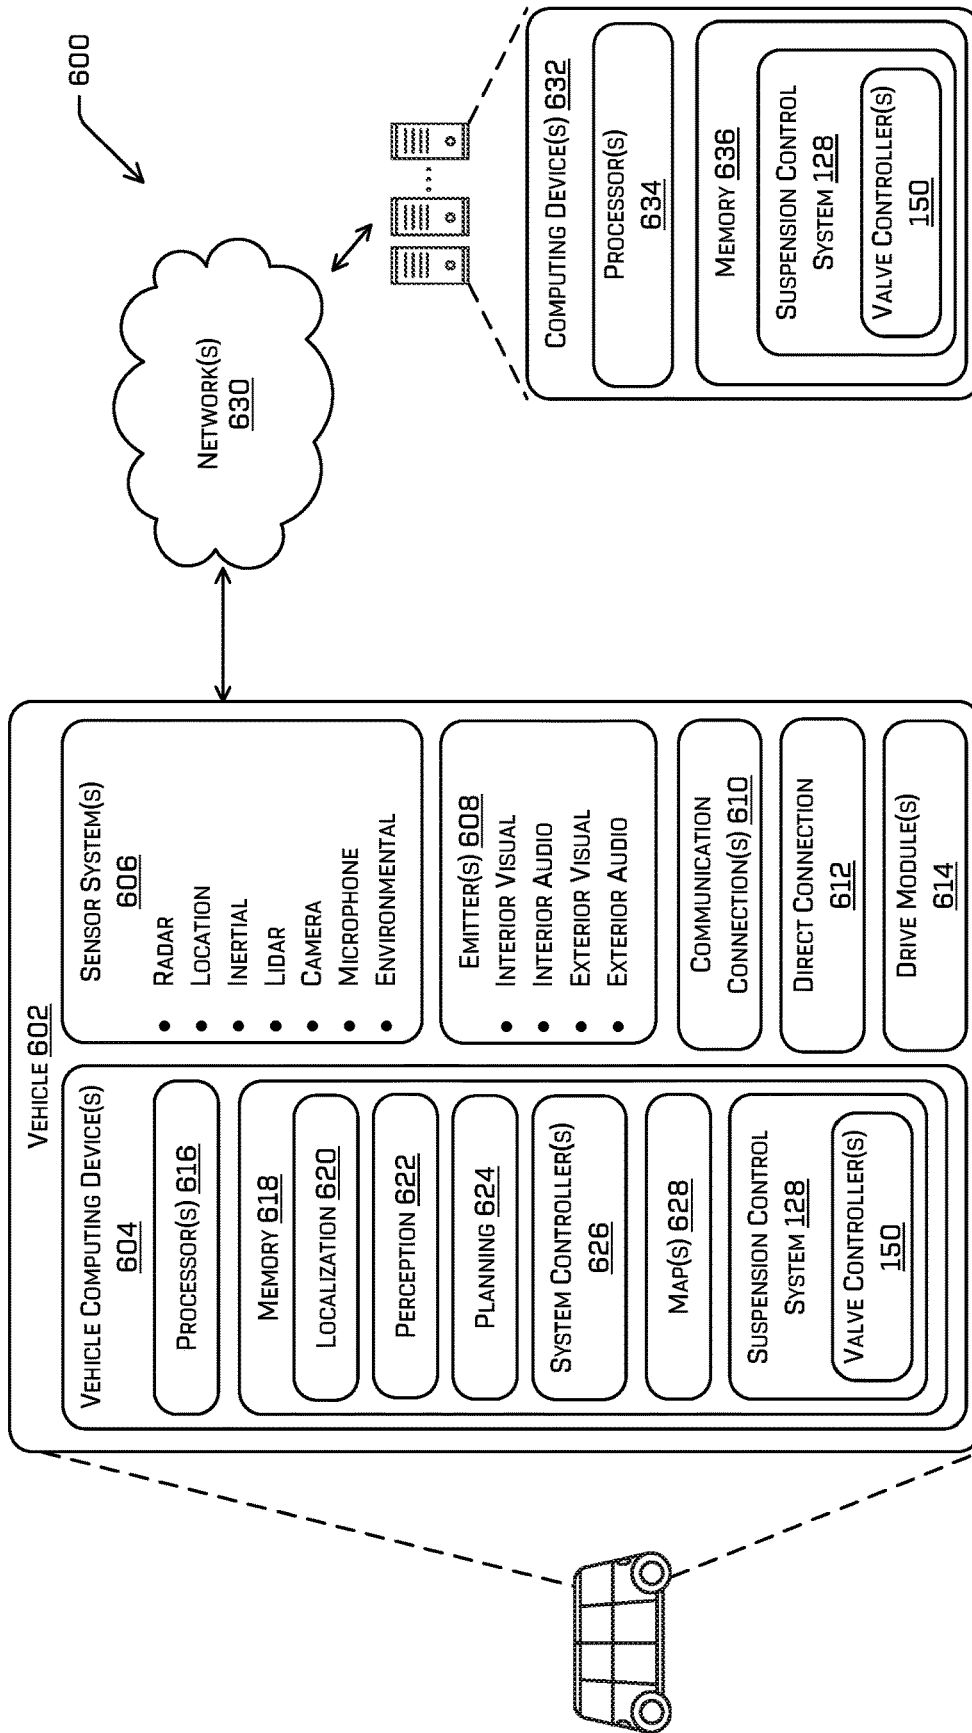 600
VEHICLE 602
VEHICLE COMPUTING DEVICE(S)
604
PROCESSOR(S) 616
MEMORY 618
LOCALIZATION 620
PERCEPTION 622
PLANNING 624
SYSTEM CONTROLLER(S)
626
MAP(S) 628
SUSPENSION CONTROL
SYSTEM 128
VALVE CONTROLLER(S)
150
SENSOR SYSTEM(S)
606
• RADAR
• LOCATION
• INERTIAL
• LIDAR
• CAMERA
• MICROPHONE
• ENVIRONMENTAL
EMITTER(S) 608
• INTERIOR VISUAL
• INTERIOR AUDIO
• EXTERIOR VISUAL
• EXTERIOR AUDIO
COMMUNICATION
CONNECTION(S) 610
DIRECT CONNECTION
612
DRIVE MODULE(S)
614
NETWORK(S)
630
COMPUTING DEVICE(S) 632
PROCESSOR(S)
634
MEMORY 636
SUSPENSION CONTROL
SYSTEM 128
VALVE CONTROLLER(S)
150